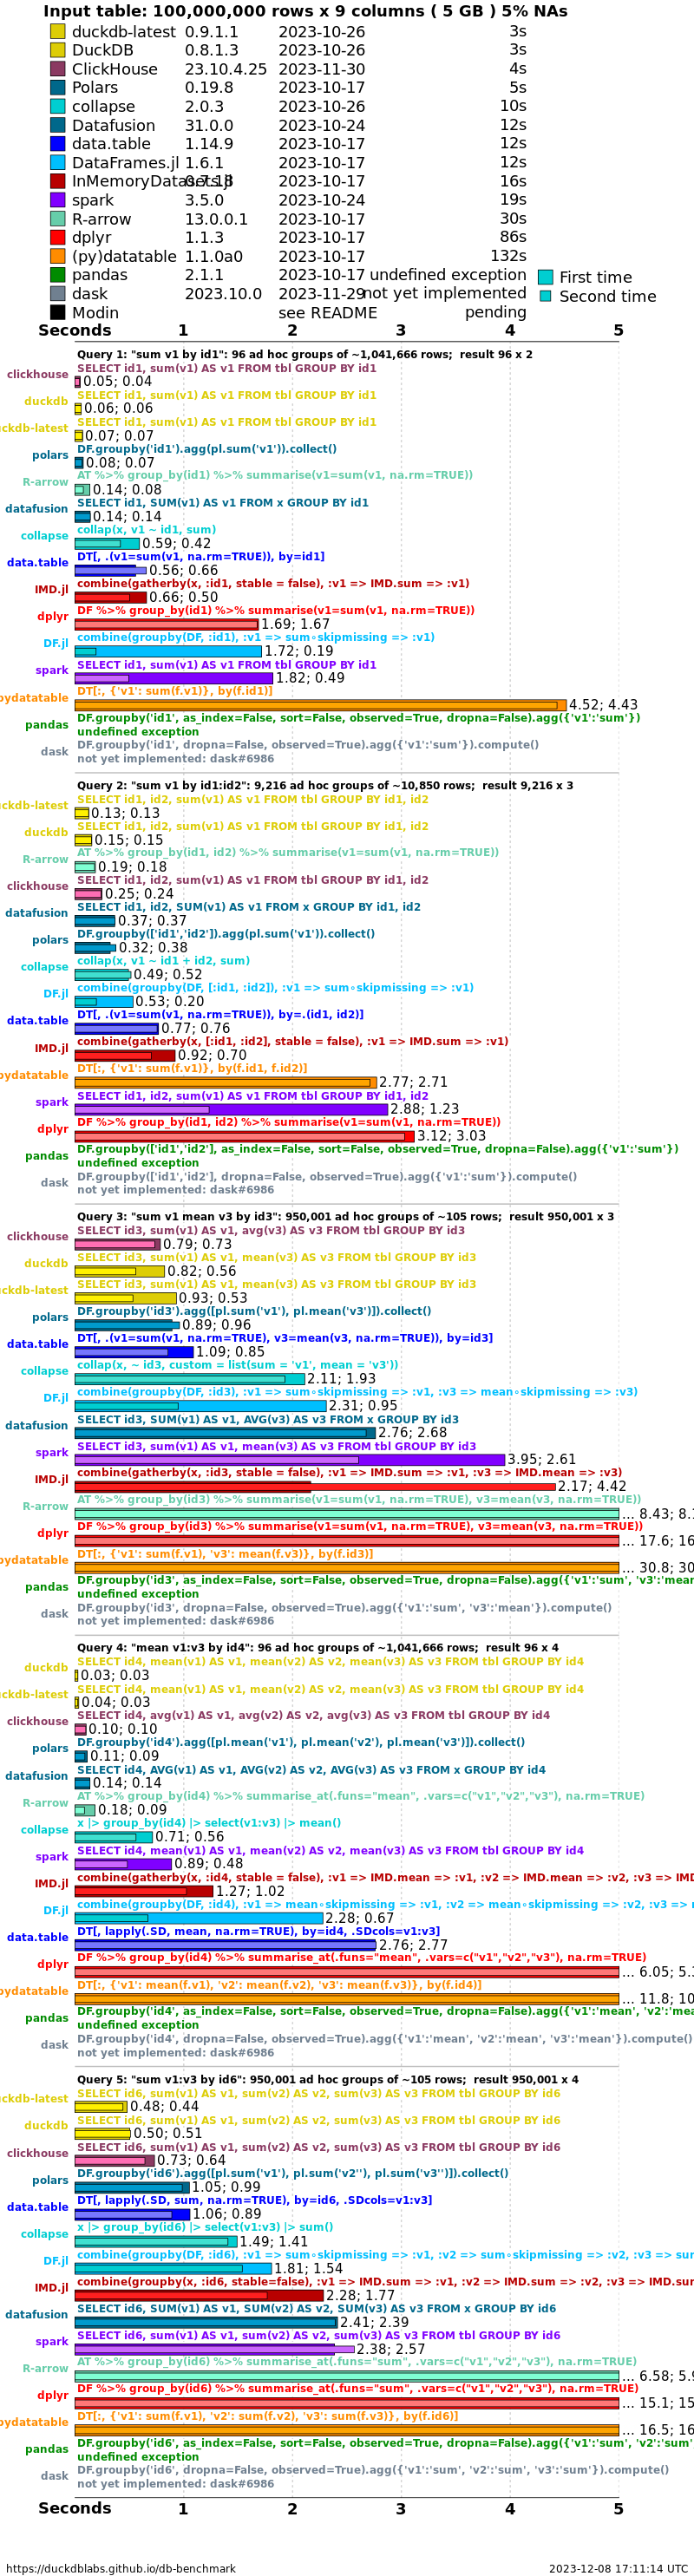 Input table: 100,000,000 rows x 9 columns ( 5 GB ) 5% NAs
duckdb-latest 0.9.1.1 2023-10-26 3s
DuckDB 0.8.1.3 2023-10-26 3s
ClickHouse 23.10.4.25 2023-11-30 4s
Polars 0.19.8 2023-10-17 5s
collapse 2.0.3 2023-10-26 10s
Datafusion 31.0.0 2023-10-24 12s
data.table 1.14.9 2023-10-17 12s
DataFrames.jl 1.6.1 2023-10-17 12s
InMemoryDatasets.jl 0.7.18 2023-10-17 16s
spark 3.5.0 2023-10-24 19s
R-arrow 13.0.0.1 2023-10-17 30s
dplyr 1.1.3 2023-10-17 86s
(py)datatable 1.1.0a0 2023-10-17 132s
pandas 2.1.1 2023-10-17 undefined exception
dask 2023.10.0 2023-11-29 not yet implemented
Modin see README pending
First time
Second time
Seconds 1 2 3 4 5
Query 1: "sum v1 by id1": 96 ad hoc groups of ~1,041,666 rows; result 96 x 2
SELECT id1, sum(v1) AS v1 FROM tbl GROUP BY id1
clickhouse 0.05; 0.04
SELECT id1, sum(v1) AS v1 FROM tbl GROUP BY id1
duckdb 0.06; 0.06
SELECT id1, sum(v1) AS v1 FROM tbl GROUP BY id1
uckdb-latest 0.07; 0.07
DF.groupby('id1').agg(pl.sum('v1')).collect()
polars 0.08; 0.07
AT %>% group_by(id1) %>% summarise(v1=sum(v1, na.rm=TRUE))
R-arrow 0.14; 0.08
SELECT id1, SUM(v1) AS v1 FROM x GROUP BY id1
datafusion 0.14; 0.14
collap(x, v1 ~ id1, sum)
collapse 0.59; 0.42
DT[, .(v1=sum(v1, na.rm=TRUE)), by=id1]
data.table 0.56; 0.66
combine(gatherby(x, :id1, stable = false), :v1 => IMD.sum => :v1)
IMD.jl 0.66; 0.50
DF %>% group_by(id1) %>% summarise(v1=sum(v1, na.rm=TRUE))
dplyr 1.69; 1.67
combine(groupby(DF, :id1), :v1 => sum∘skipmissing => :v1)
DF.jl 1.72; 0.19
SELECT id1, sum(v1) AS v1 FROM tbl GROUP BY id1
spark 1.82; 0.49
DT[:, {'v1': sum(f.v1)}, by(f.id1)]
pydatatable 4.52; 4.43
DF.groupby('id1', as_index=False, sort=False, observed=True, dropna=False).agg({'v1':'sum'})
pandas undefined exception
DF.groupby('id1', dropna=False, observed=True).agg({'v1':'sum'}).compute()
dask not yet implemented: dask#6986
Query 2: "sum v1 by id1:id2": 9,216 ad hoc groups of ~10,850 rows; result 9,216 x 3
SELECT id1, id2, sum(v1) AS v1 FROM tbl GROUP BY id1, id2
uckdb-latest 0.13; 0.13
SELECT id1, id2, sum(v1) AS v1 FROM tbl GROUP BY id1, id2
duckdb 0.15; 0.15
AT %>% group_by(id1, id2) %>% summarise(v1=sum(v1, na.rm=TRUE))
R-arrow 0.19; 0.18
SELECT id1, id2, sum(v1) AS v1 FROM tbl GROUP BY id1, id2
clickhouse 0.25; 0.24
SELECT id1, id2, SUM(v1) AS v1 FROM x GROUP BY id1, id2
datafusion 0.37; 0.37
DF.groupby(['id1','id2']).agg(pl.sum('v1')).collect()
polars 0.32; 0.38
collap(x, v1 ~ id1 + id2, sum)
collapse 0.49; 0.52
combine(groupby(DF, [:id1, :id2]), :v1 => sum∘skipmissing => :v1)
DF.jl 0.53; 0.20
DT[, .(v1=sum(v1, na.rm=TRUE)), by=.(id1, id2)]
data.table 0.77; 0.76
combine(gatherby(x, [:id1, :id2], stable = false), :v1 => IMD.sum => :v1)
IMD.jl 0.92; 0.70
DT[:, {'v1': sum(f.v1)}, by(f.id1, f.id2)]
pydatatable 2.77; 2.71
SELECT id1, id2, sum(v1) AS v1 FROM tbl GROUP BY id1, id2
spark 2.88; 1.23
DF %>% group_by(id1, id2) %>% summarise(v1=sum(v1, na.rm=TRUE))
dplyr 3.12; 3.03
DF.groupby(['id1','id2'], as_index=False, sort=False, observed=True, dropna=False).agg({'v1':'sum'})
pandas undefined exception
DF.groupby(['id1','id2'], dropna=False, observed=True).agg({'v1':'sum'}).compute()
dask not yet implemented: dask#6986
Query 3: "sum v1 mean v3 by id3": 950,001 ad hoc groups of ~105 rows; result 950,001 x 3
SELECT id3, sum(v1) AS v1, avg(v3) AS v3 FROM tbl GROUP BY id3
clickhouse 0.79; 0.73
SELECT id3, sum(v1) AS v1, mean(v3) AS v3 FROM tbl GROUP BY id3
duckdb 0.82; 0.56
SELECT id3, sum(v1) AS v1, mean(v3) AS v3 FROM tbl GROUP BY id3
uckdb-latest 0.93; 0.53
DF.groupby('id3').agg([pl.sum('v1'), pl.mean('v3')]).collect()
polars 0.89; 0.96
DT[, .(v1=sum(v1, na.rm=TRUE), v3=mean(v3, na.rm=TRUE)), by=id3]
data.table 1.09; 0.85
collap(x, ~ id3, custom = list(sum = 'v1', mean = 'v3'))
collapse 2.11; 1.93
combine(groupby(DF, :id3), :v1 => sum∘skipmissing => :v1, :v3 => mean∘skipmissing => :v3)
DF.jl 2.31; 0.95
SELECT id3, SUM(v1) AS v1, AVG(v3) AS v3 FROM x GROUP BY id3
datafusion 2.76; 2.68
SELECT id3, sum(v1) AS v1, mean(v3) AS v3 FROM tbl GROUP BY id3
spark 3.95; 2.61
combine(gatherby(x, :id3, stable = false), :v1 => IMD.sum => :v1, :v3 => IMD.mean => :v3)
IMD.jl 2.17; 4.42
AT %>% group_by(id3) %>% summarise(v1=sum(v1, na.rm=TRUE), v3=mean(v3, na.rm=TRUE))
R-arrow ... 8.43; 8.
DF %>% group_by(id3) %>% summarise(v1=sum(v1, na.rm=TRUE), v3=mean(v3, na.rm=TRUE))
dplyr ... 17.6; 16
DT[:, {'v1': sum(f.v1), 'v3': mean(f.v3)}, by(f.id3)]
pydatatable ... 30.8; 30
DF.groupby('id3', as_index=False, sort=False, observed=True, dropna=False).agg({'v1':'sum', 'v3':'mean
pandas undefined exception
DF.groupby('id3', dropna=False, observed=True).agg({'v1':'sum', 'v3':'mean'}).compute()
dask not yet implemented: dask#6986
Query 4: "mean v1:v3 by id4": 96 ad hoc groups of ~1,041,666 rows; result 96 x 4
SELECT id4, mean(v1) AS v1, mean(v2) AS v2, mean(v3) AS v3 FROM tbl GROUP BY id4
duckdb 0.03; 0.03
SELECT id4, mean(v1) AS v1, mean(v2) AS v2, mean(v3) AS v3 FROM tbl GROUP BY id4
uckdb-latest 0.04; 0.03
SELECT id4, avg(v1) AS v1, avg(v2) AS v2, avg(v3) AS v3 FROM tbl GROUP BY id4
clickhouse 0.10; 0.10
DF.groupby('id4').agg([pl.mean('v1'), pl.mean('v2'), pl.mean('v3')]).collect()
polars 0.11; 0.09
SELECT id4, AVG(v1) AS v1, AVG(v2) AS v2, AVG(v3) AS v3 FROM x GROUP BY id4
datafusion 0.14; 0.14
AT %>% group_by(id4) %>% summarise_at(.funs="mean", .vars=c("v1","v2","v3"), na.rm=TRUE)
R-arrow 0.18; 0.09
x |> group_by(id4) |> select(v1:v3) |> mean()
collapse 0.71; 0.56
SELECT id4, mean(v1) AS v1, mean(v2) AS v2, mean(v3) AS v3 FROM tbl GROUP BY id4
spark 0.89; 0.48
combine(gatherby(x, :id4, stable = false), :v1 => IMD.mean => :v1, :v2 => IMD.mean => :v2, :v3 => IMD
IMD.jl 1.27; 1.02
combine(groupby(DF, :id4), :v1 => mean∘skipmissing => :v1, :v2 => mean∘skipmissing => :v2, :v3 =>
DF.jl 2.28; 0.67
DT[, lapply(.SD, mean, na.rm=TRUE), by=id4, .SDcols=v1:v3]
data.table 2.76; 2.77
DF %>% group_by(id4) %>% summarise_at(.funs="mean", .vars=c("v1","v2","v3"), na.rm=TRUE)
dplyr ... 6.05; 5.
DT[:, {'v1': mean(f.v1), 'v2': mean(f.v2), 'v3': mean(f.v3)}, by(f.id4)]
pydatatable ... 11.8; 10
DF.groupby('id4', as_index=False, sort=False, observed=True, dropna=False).agg({'v1':'mean', 'v2':'mea
pandas undefined exception
DF.groupby('id4', dropna=False, observed=True).agg({'v1':'mean', 'v2':'mean', 'v3':'mean'}).compute()
dask not yet implemented: dask#6986
Query 5: "sum v1:v3 by id6": 950,001 ad hoc groups of ~105 rows; result 950,001 x 4
SELECT id6, sum(v1) AS v1, sum(v2) AS v2, sum(v3) AS v3 FROM tbl GROUP BY id6
uckdb-latest 0.48; 0.44
SELECT id6, sum(v1) AS v1, sum(v2) AS v2, sum(v3) AS v3 FROM tbl GROUP BY id6
duckdb 0.50; 0.51
SELECT id6, sum(v1) AS v1, sum(v2) AS v2, sum(v3) AS v3 FROM tbl GROUP BY id6
clickhouse 0.73; 0.64
DF.groupby('id6').agg([pl.sum('v1'), pl.sum('v2''), pl.sum('v3'')]).collect()
polars 1.05; 0.99
DT[, lapply(.SD, sum, na.rm=TRUE), by=id6, .SDcols=v1:v3]
data.table 1.06; 0.89
x |> group_by(id6) |> select(v1:v3) |> sum()
collapse 1.49; 1.41
combine(groupby(DF, :id6), :v1 => sum∘skipmissing => :v1, :v2 => sum∘skipmissing => :v2, :v3 => sum
DF.jl 1.81; 1.54
combine(groupby(x, :id6, stable=false), :v1 => IMD.sum => :v1, :v2 => IMD.sum => :v2, :v3 => IMD.sum
IMD.jl 2.28; 1.77
SELECT id6, SUM(v1) AS v1, SUM(v2) AS v2, SUM(v3) AS v3 FROM x GROUP BY id6
datafusion 2.41; 2.39
SELECT id6, sum(v1) AS v1, sum(v2) AS v2, sum(v3) AS v3 FROM tbl GROUP BY id6
spark 2.38; 2.57
AT %>% group_by(id6) %>% summarise_at(.funs="sum", .vars=c("v1","v2","v3"), na.rm=TRUE)
R-arrow ... 6.58; 5.
DF %>% group_by(id6) %>% summarise_at(.funs="sum", .vars=c("v1","v2","v3"), na.rm=TRUE)
dplyr ... 15.1; 15
DT[:, {'v1': sum(f.v1), 'v2': sum(f.v2), 'v3': sum(f.v3)}, by(f.id6)]
pydatatable ... 16.5; 16
DF.groupby('id6', as_index=False, sort=False, observed=True, dropna=False).agg({'v1':'sum', 'v2':'sum'
pandas undefined exception
DF.groupby('id6', dropna=False, observed=True).agg({'v1':'sum', 'v2':'sum', 'v3':'sum'}).compute()
dask not yet implemented: dask#6986
Seconds 1 2 3 4 5
https://duckdblabs.github.io/db-benchmark 2023-12-08 17:11:14 UTC